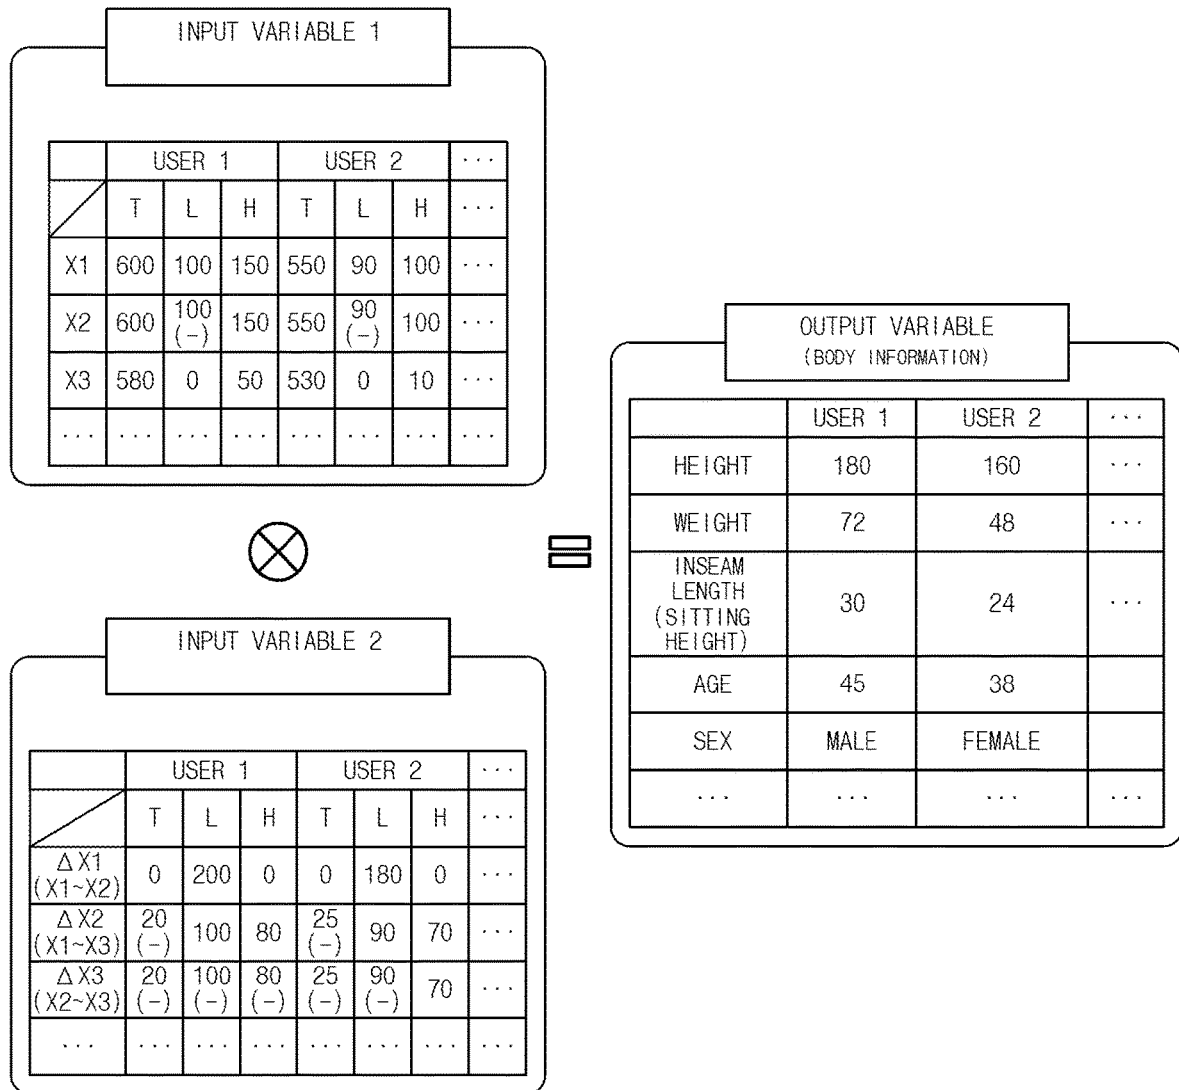 INPUT VARIABLE 1
USER 1 USER 2 ...
T L H T L H ...
X1 600 100 150 550 90 100 ...
X2 600 100 (-) 150 550 90 (-) 100 ...
X3 580 0 50 530 0 10 ...
... ... ... ... ... ... ... ...
INPUT VARIABLE 2
USER 1 USER 2 ...
T L H T L H ...
ΔX1 (X1~X2) 0 200 0 0 180 0 ...
ΔX2 (X1~X3) 20 (-) 100 80 25 (-) 90 70 ...
ΔX3 (X2~X3) 20 (-) 100 (-) 80 (-) 25 (-) 90 (-) 70 ...
... ... ... ... ... ... ... ...
=
OUTPUT VARIABLE
(BODY INFORMATION)
USER 1 USER 2 ...
HEIGHT 180 160 ...
WEIGHT 72 48 ...
INSEAM
LENGTH
(SITTING
HEIGHT) 30 24 ...
AGE 45 38
SEX MALE FEMALE
... ... ... ...